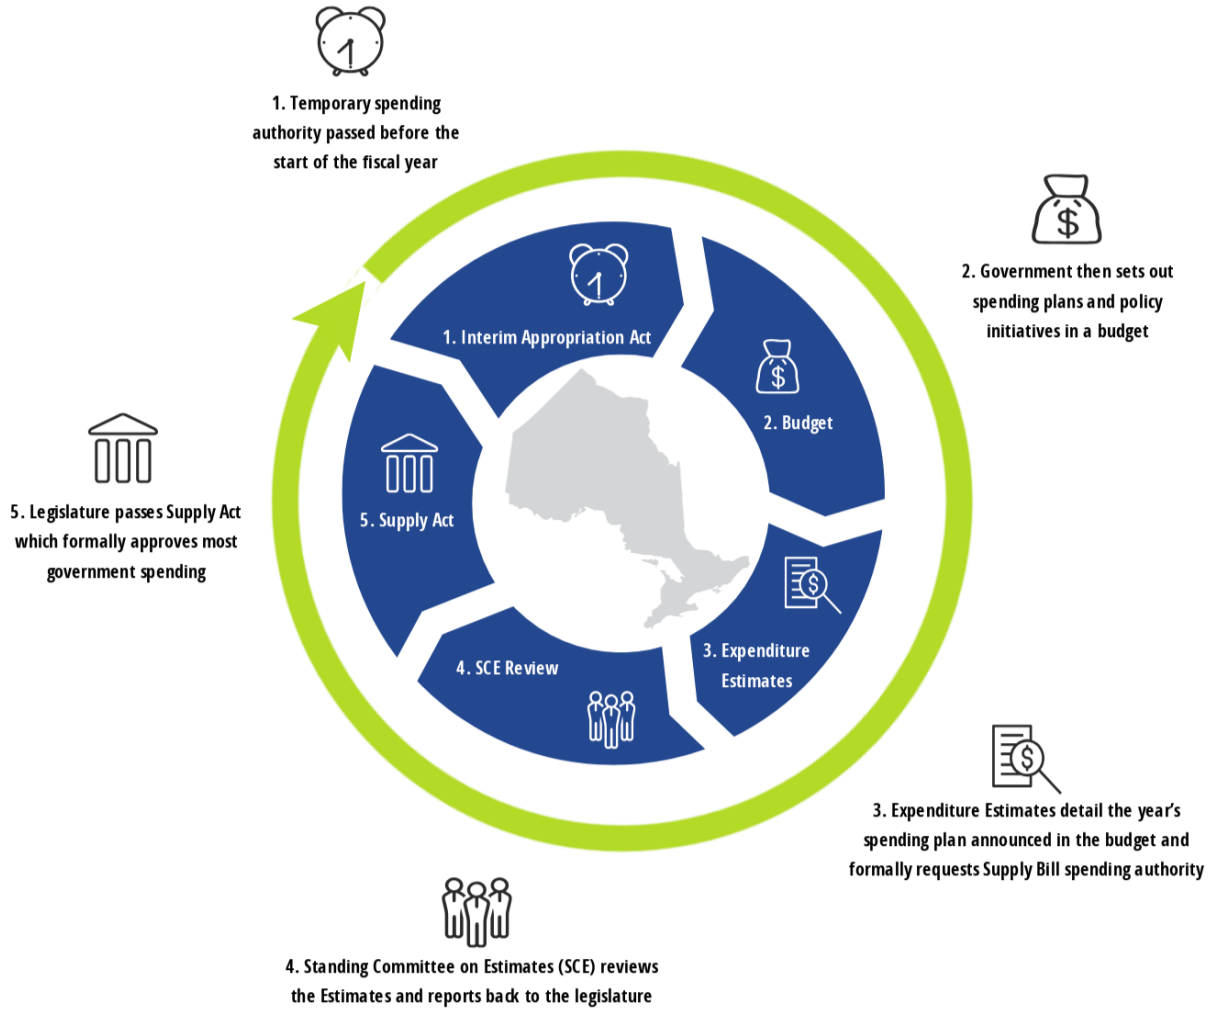 1. Temporary spending
authority passed before the
start of the fiscal year
2. Government then sets out
spending plans and policy
initiatives in a budget
3. Expenditure Estimates detail the year’s
spending plan announced in the budget and
formally requests Supply Bill spending authority
4. Standing Committee on Estimates (SCE) reviews
the Estimates and reports back to the legislature
5. Legislature passes Supply Act
which formally approves most
government spending
1. Interim Appropriation Act
$
2. Budget
$
3. Expenditure
Estimates
4. SCE Review
5. Supply Act
$
$